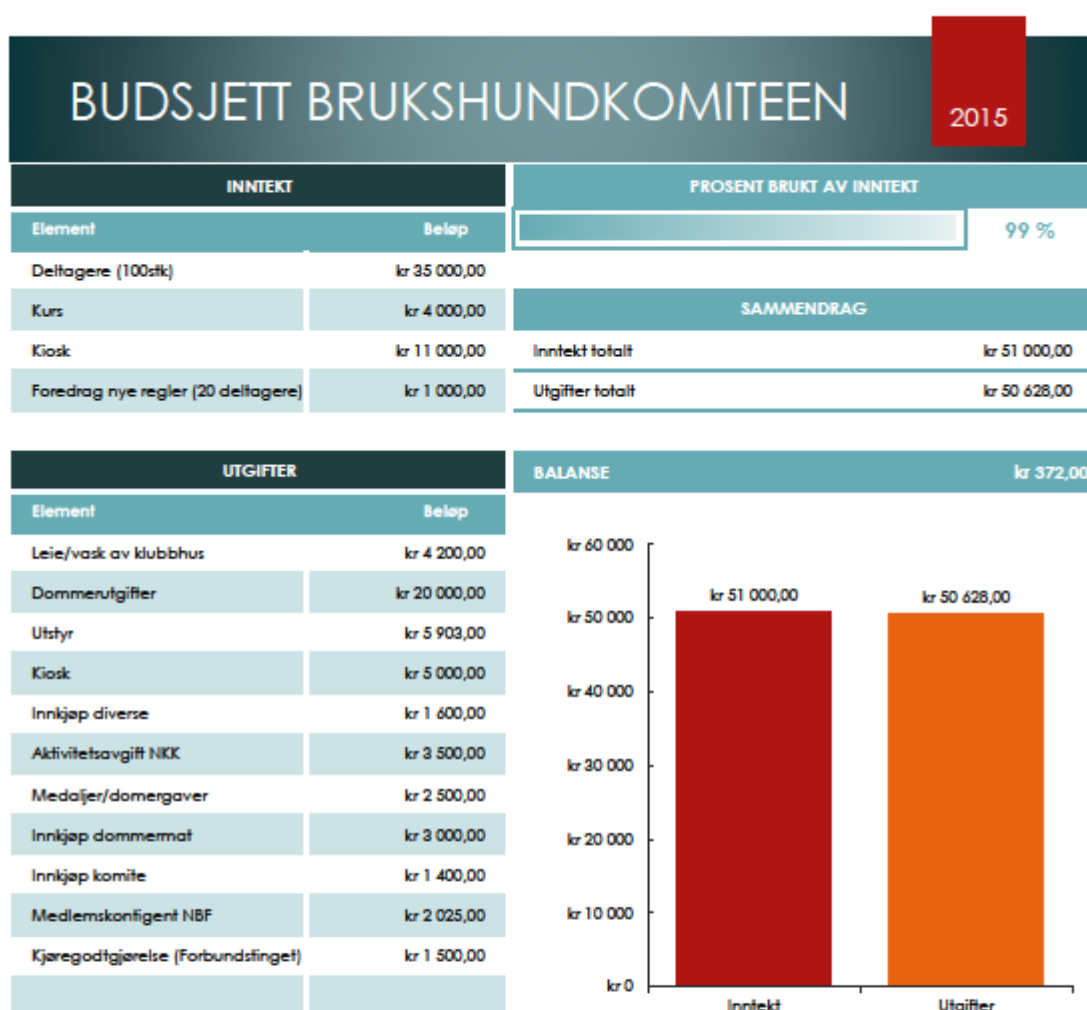 BUDSJETT BRUKSHUNDKOMITEEN
2015
INNTEKT
Element Beløp
Deltagere (100stk) kr 35 000,00
Kurs kr 4 000,00
Kiosk kr 11 000,00
Foredrag nye regler (20 deltagere) kr 1 000,00
PROSENT BRUKT AV INNTEKT
99 %
SAMMENDRAG
Inntekt totalt kr 51 000,00
Utgifter totalt kr 50 628,00
UTGIFTER
Element Beløp
Leie/vask av klubbhus kr 4 200,00
Dommerutgifter kr 20 000,00
Utstyr kr 5 903,00
Kiosk kr 5 000,00
Innkjøp diverse kr 1 600,00
Aktivitetsavgift NKK kr 3 500,00
Medaljer/domergaver kr 2 500,00
Innkjøp dommermat kr 3 000,00
Innkjøp komite kr 1 400,00
Medlemskontigent NBF kr 2 025,00
Kjøregodtgjørelse (Forbundstinget) kr 1 500,00
BALANSE kr 372,00
kr 60 000
kr 50 000
kr 40 000
kr 30 000
kr 20 000
kr 10 000
kr 0
kr 51 000,00
kr 50 628,00
Inntekt
Utgifter